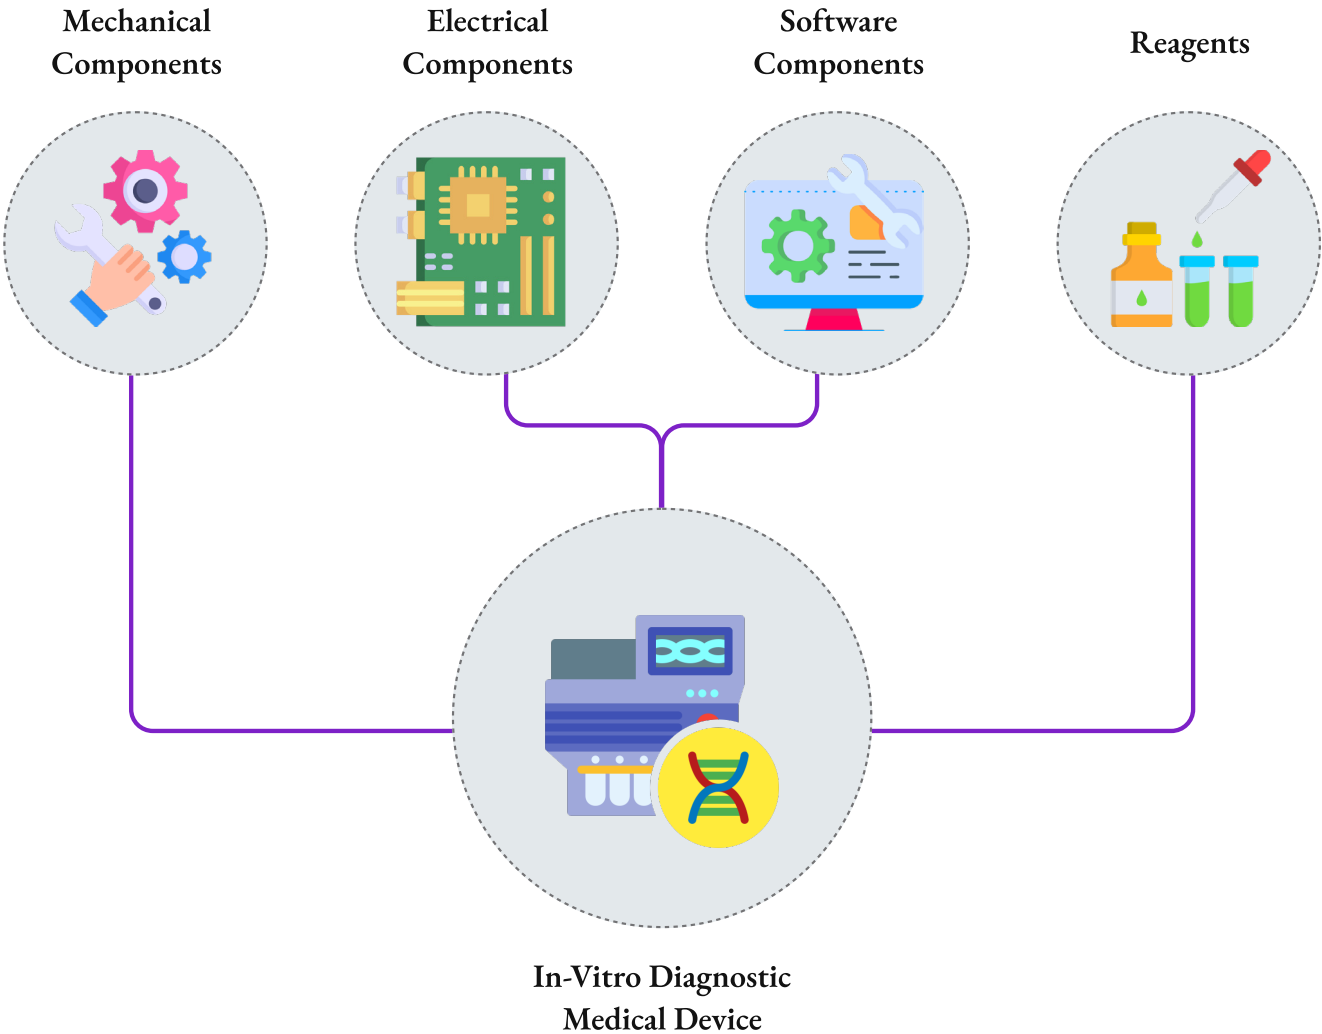 Mechanical
Components
Electrical
Components
Software
Components
Reagents
In-Vitro Diagnostic
Medical Device